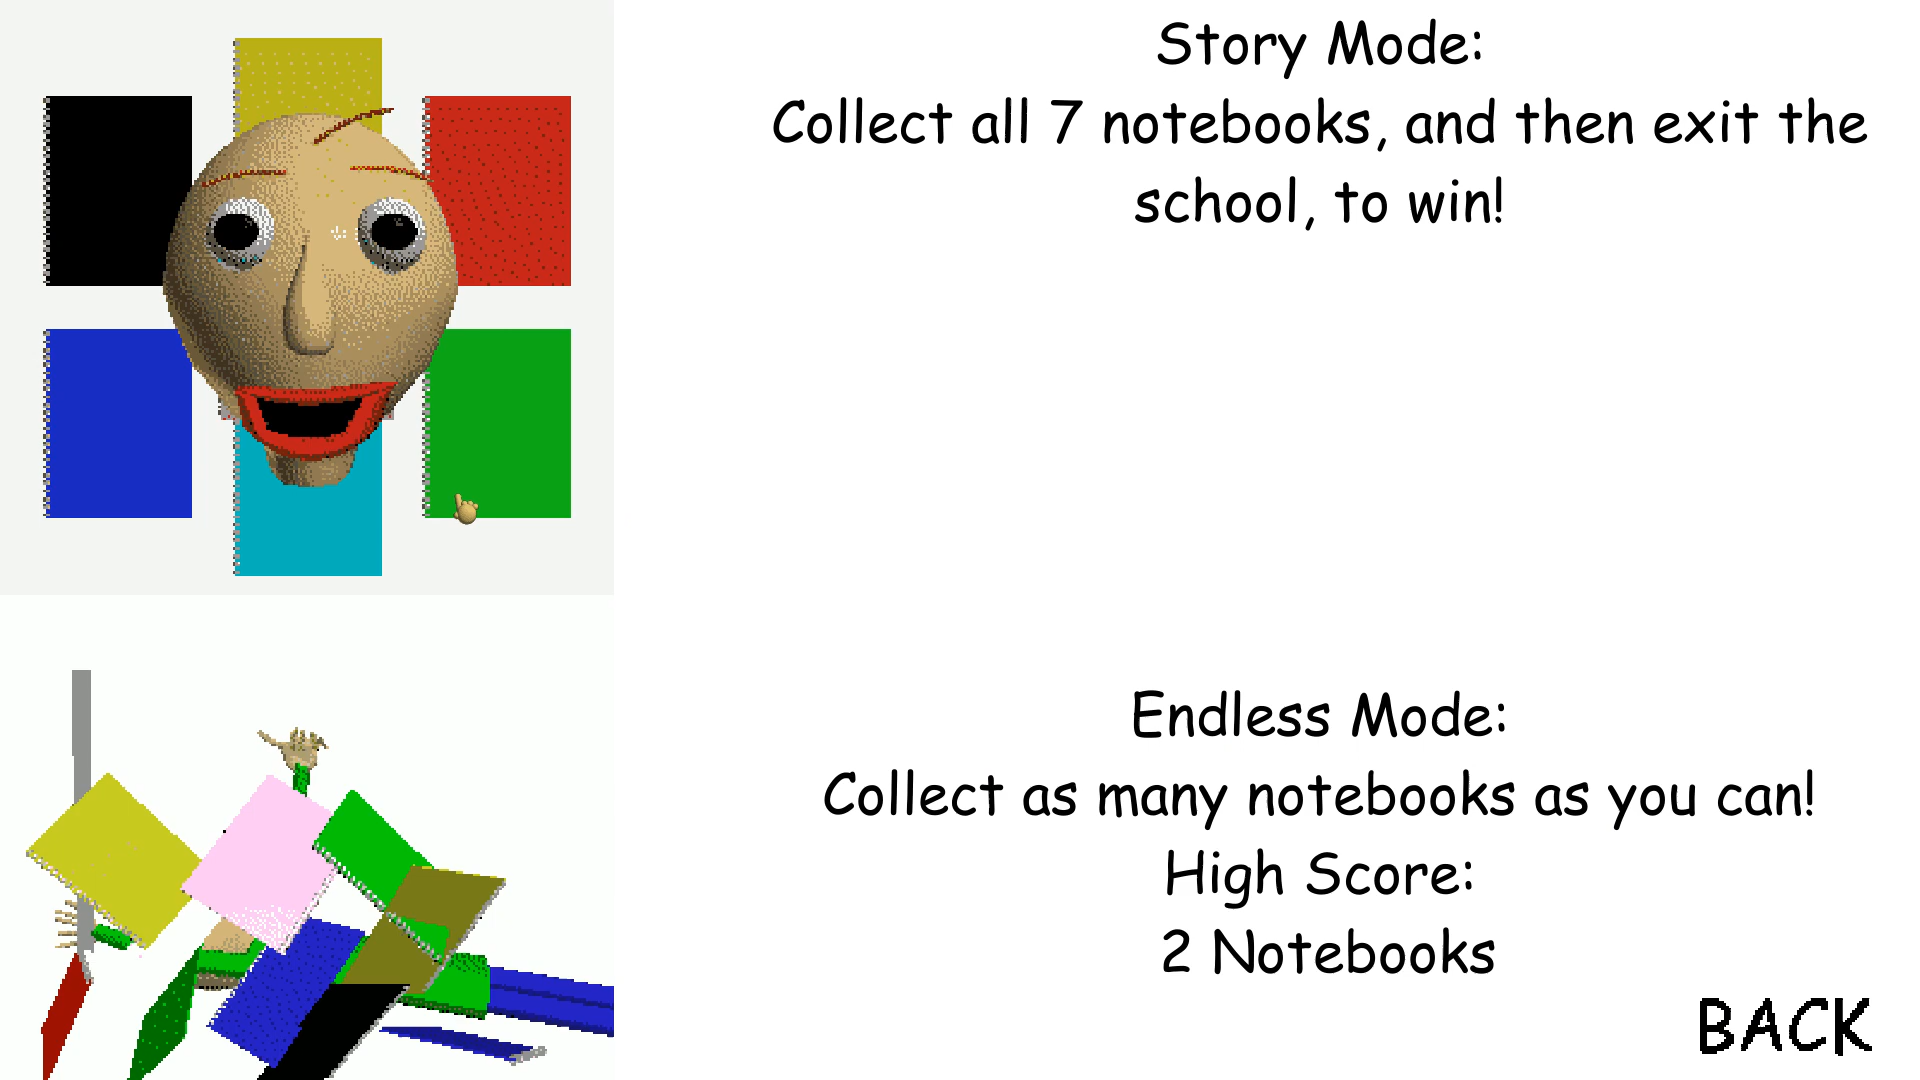 Story Mode:
Collect all 7 notebooks, and then exit the
school, to win!
Endless Mode:
Collect as many notebooks as you can!
High Score:
2 Notebooks
BACK